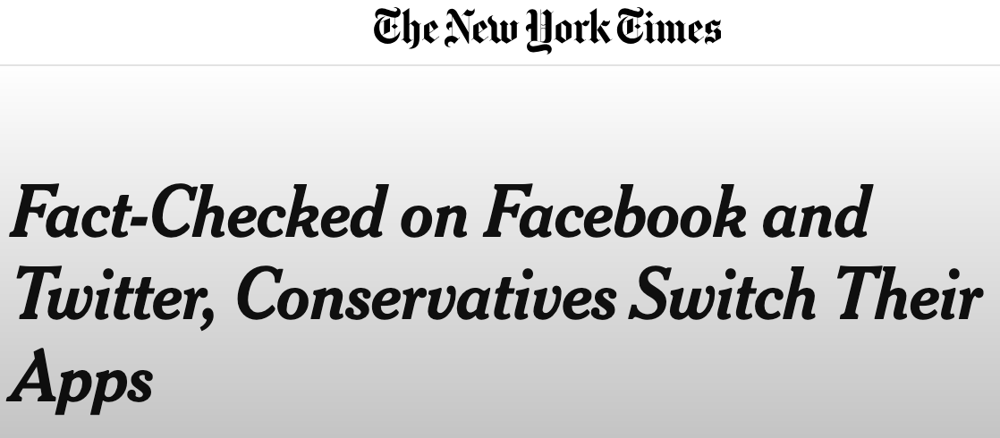 The New York Times
Fact-Checked on Facebook and
Twitter, Conservatives Switch Their
Apps